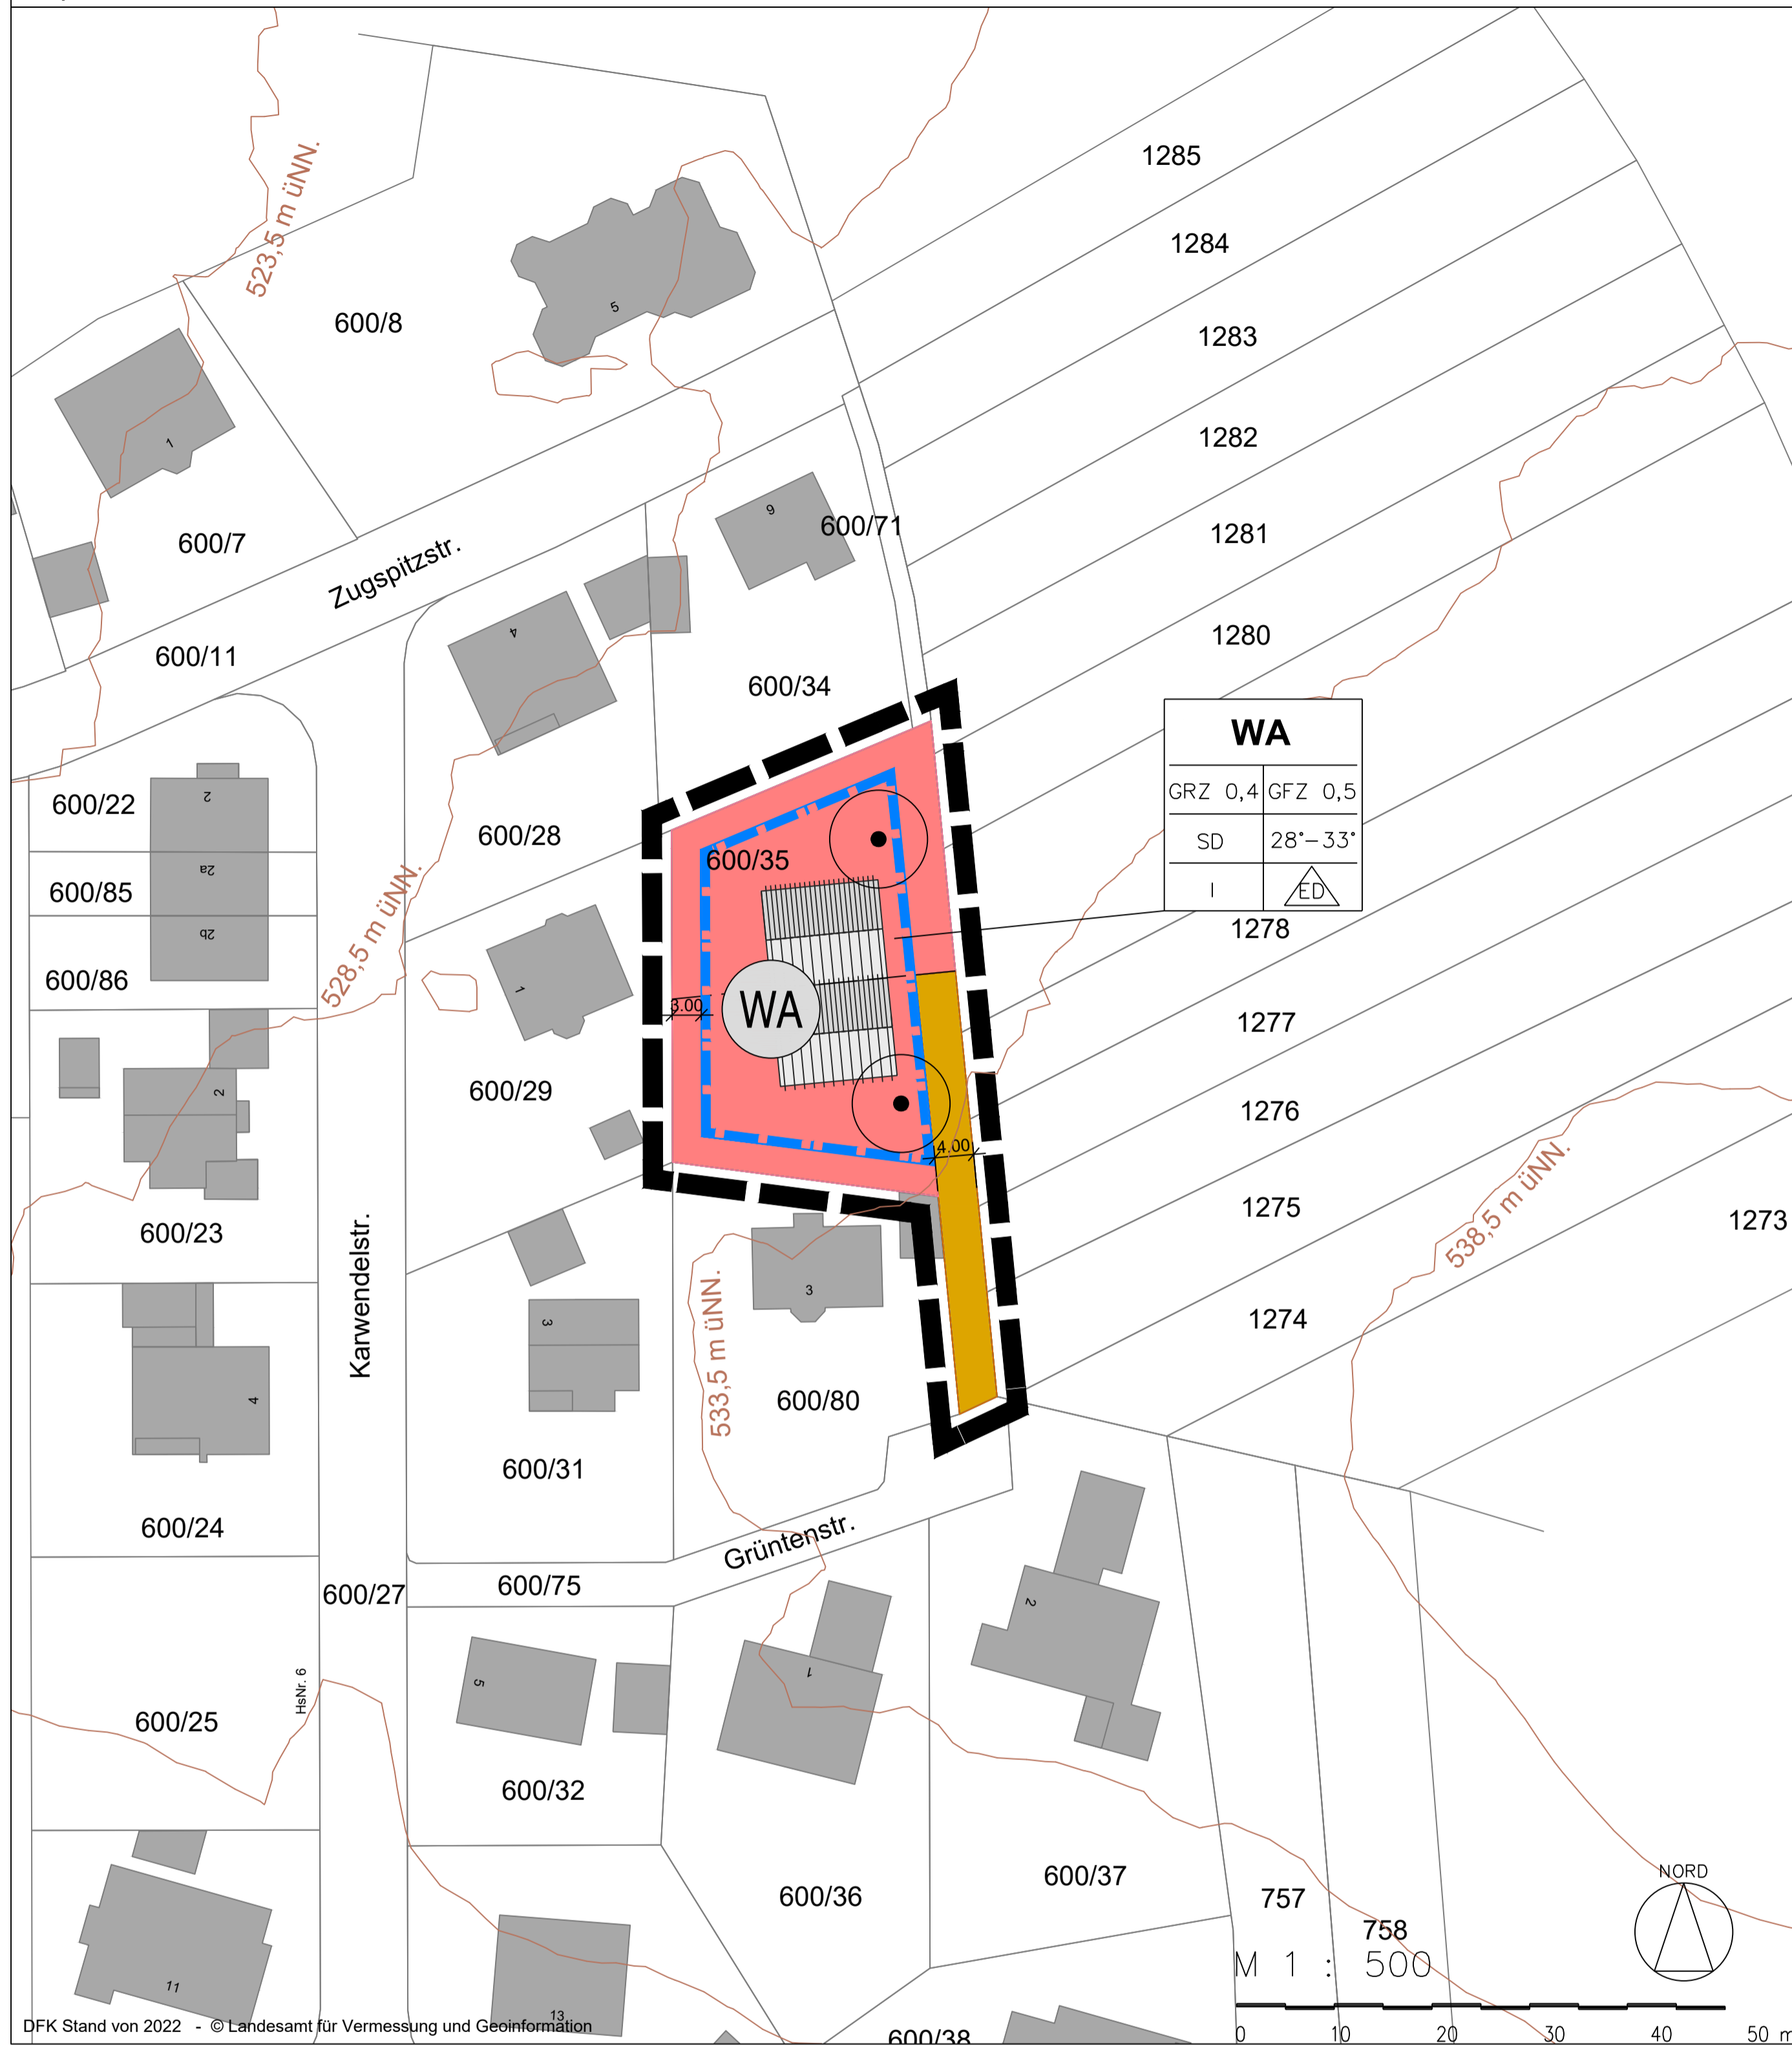 523,5 m üNN.
1285
1284
600/8
5
1283
1
1282
9
600/71
1281
600/7
Zugspitzstr.
4
1280
600/11
600/34
WA
GRZ 0,4
GFZ 0,5
SD
28°-33°
I
ED
600/22
2
600/28
600/35
600/85
2a
2b
528,5 m üNN.
1278
600/86
1
3.00
WA
1277
2
600/29
1276
4.00
1275
1273
600/23
Karwendelstr.
538,5 m üNN.
3
3
1274
533,5 m üNN.
4
600/80
600/31
600/24
Grüntenstr.
600/27
600/75
2
HsNr. 6
5
1
600/25
600/32
NORD
600/37
600/36
757
758
M 1 : 500
11
13
DFK Stand von 2022 - © Landesamt für Vermessung und Geoinformation
600/38
0 10 20 30 40 50 m